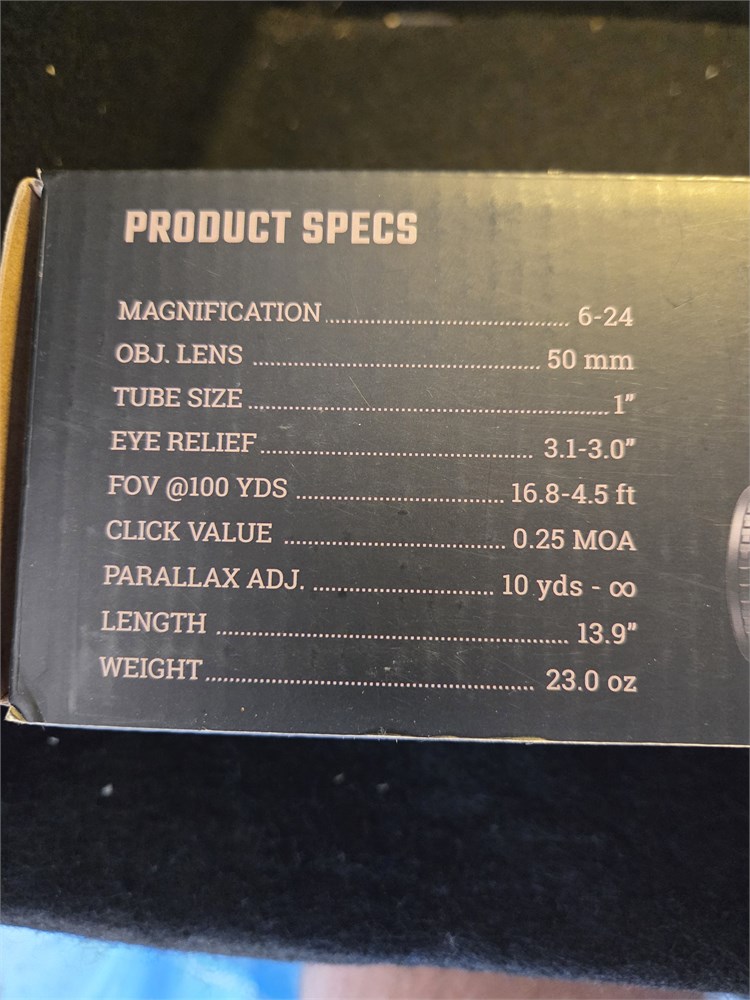 PRODUCT SPECS
MAGNIFICATION 6-24
OBJ. LENS 50 mm
TUBE SIZE 1"
EYE RELIEF 3.1-3.0"
FOV @100 YDS 16.8-4.5 ft
CLICK VALUE 0.25 MOA
PARALLAX ADJ. 10 yds - ∞
LENGTH 13.9"
WEIGHT 23.0 oz